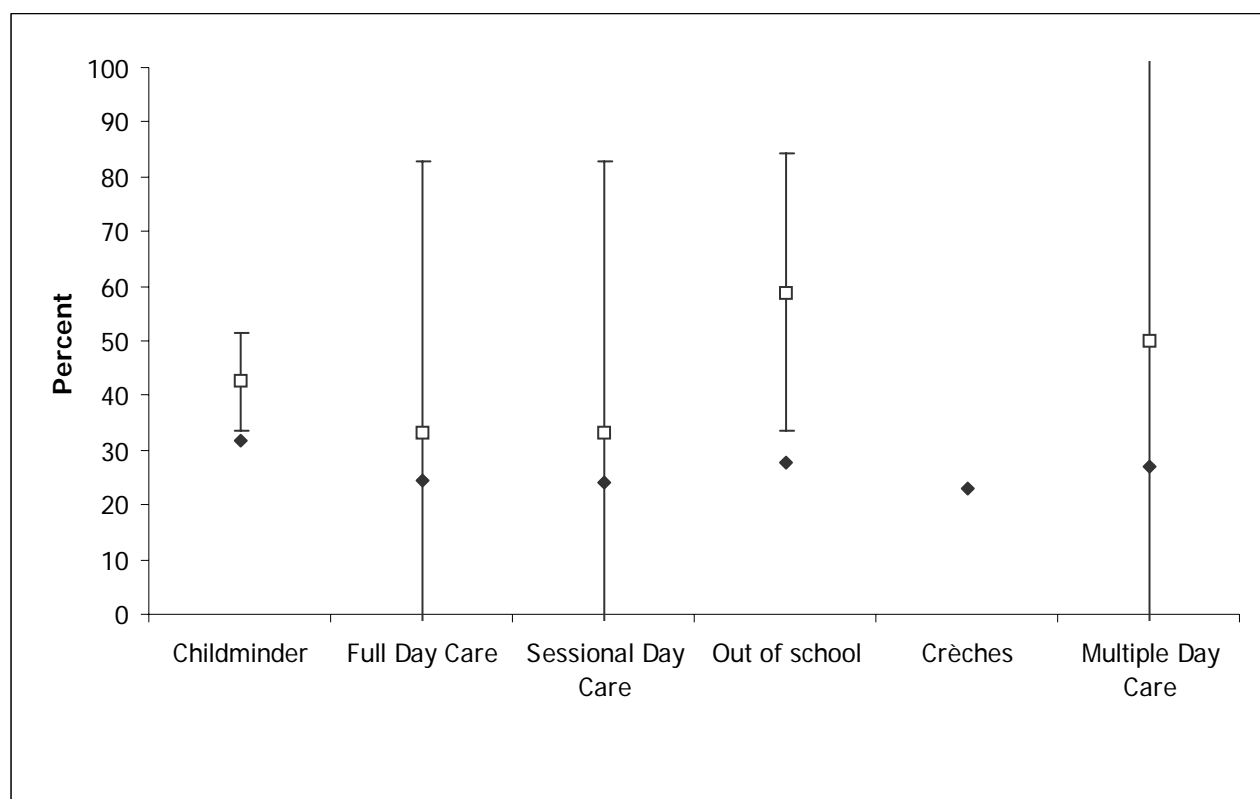 100
90
80
70
60
50
40
30
20
10
0
Percent
Childminder
Full Day Care
Sessional Day
Care
Out of school
Crèches
Multiple Day
Care